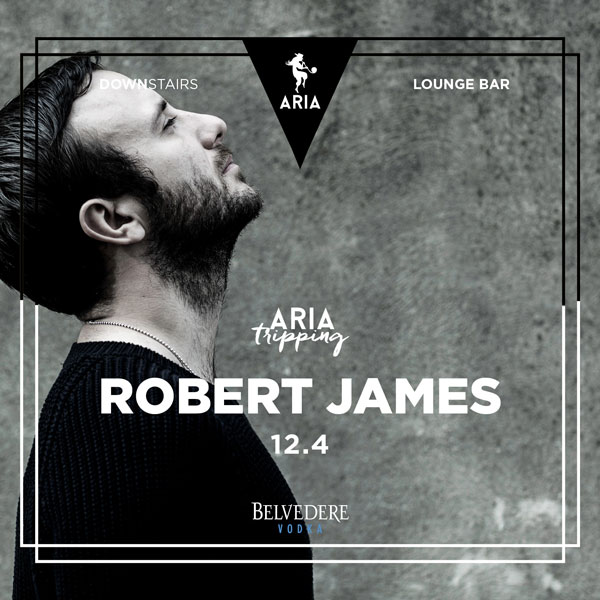 DOWNSTAIRS
LOUNGE BAR
ARIA
ARIA
tripping
ROBERT JAMES
12.4
BELVEDERE
VODKA